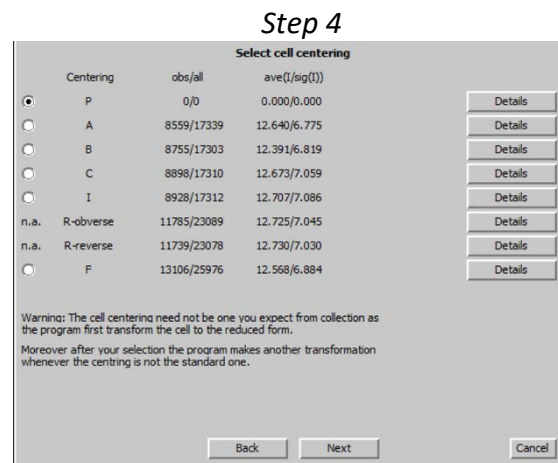 Step 4
Select cell centering
Centering obs/all ave(I/sig(I))
P 0/0 0.000/0.000 Details
A 8559/17339 12.640/6.775 Details
B 8755/17303 12.391/6.819 Details
C 8898/17310 12.673/7.059 Details
I 8928/17312 12.707/7.086 Details
n.a. R-obverse 11785/23089 12.725/7.045 Details
n.a. R-reverse 11739/23078 12.730/7.030 Details
F 13106/25976 12.568/6.884 Details
Warning: The cell centering need not be one you expect from collection as
the program first transform the cell to the reduced form.
Moreover after your selection the program makes another transformation
whenever the centring is not the standard one.
Back Next Cancel